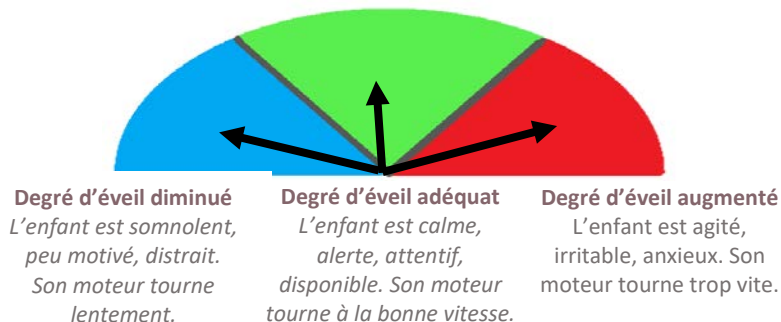 Degré d’éveil diminué
L’enfant est somnolent,
peu motivé, distrait.
Son moteur tourne
lentement.
Degré d’éveil adéquat
L’enfant est calme,
alerte, attentif,
disponible. Son moteur
tourne à la bonne vitesse.
Degré d’éveil augmenté
L’enfant est agité,
irritable, anxieux. Son
moteur tourne trop vite.